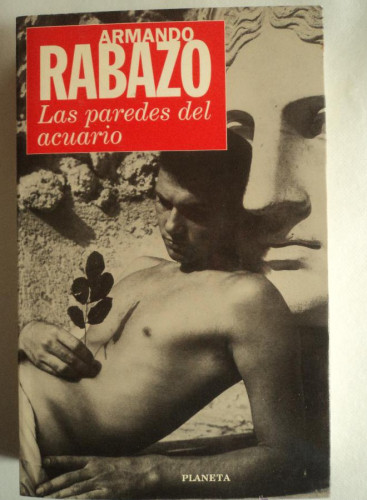 ARMANDO
RABAZO
Las paredes del
acuario
PLANETA